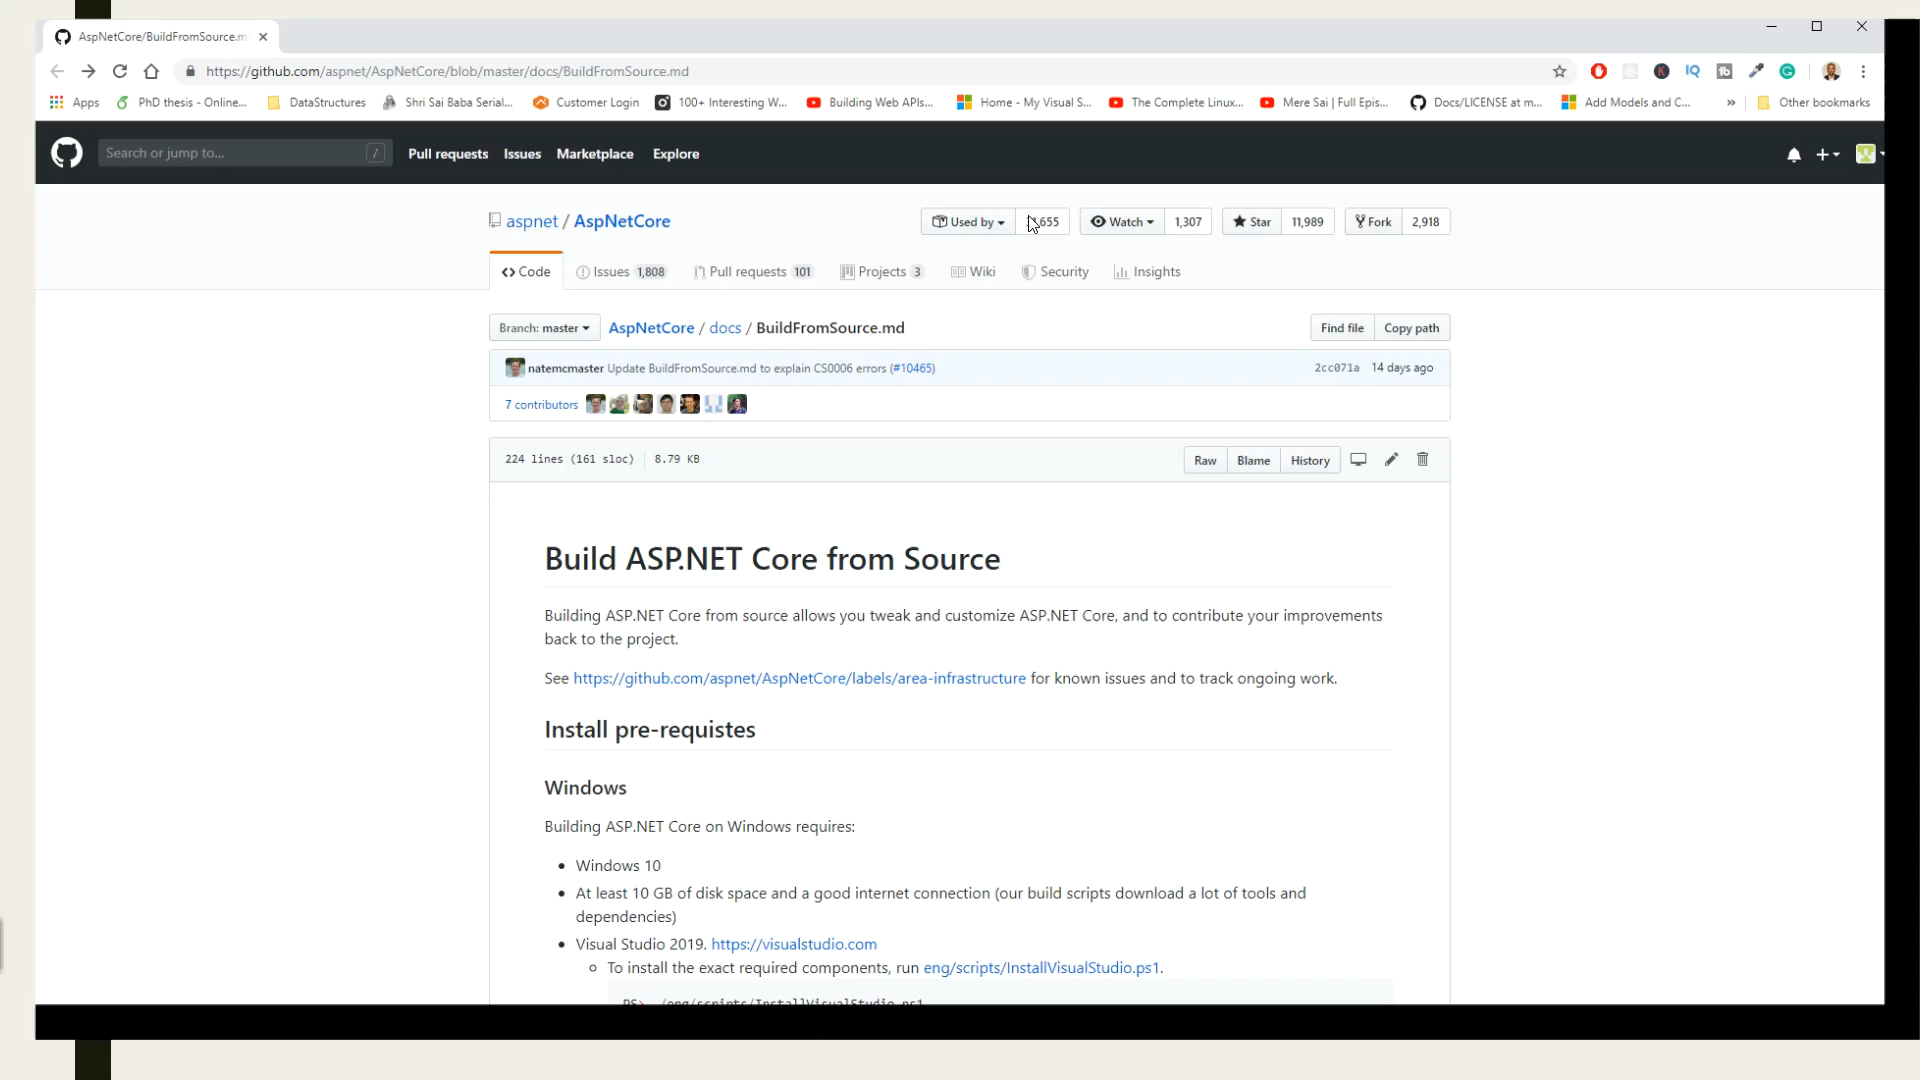 AspNetCore/BuildFromSource.m
https://github.com/aspnet/AspNetCore/blob/master/docs/BuildFromSource.md
Apps PhD thesis - Online... DataStructures Shri Sai Baba Serial... Customer Login 100+ Interesting W... Building Web APIs... Home - My Visual S... The Complete Linux... Mere Sai | Full Epis... Docs/LICENSE at m... Add Models and C... » Other bookmarks
Search or jump to... / Pull requests Issues Marketplace Explore
aspnet / AspNetCore Used by 655 Watch 1,307 Star 11,989 Fork 2,918
Code Issues 1,808 Pull requests 101 Projects 3 Wiki Security Insights
Branch: master AspNetCore / docs / BuildFromSource.md Find file Copy path
natemcmaster Update BuildFromSource.md to explain CS0006 errors (#10465) 2cc071a 14 days ago
7 contributors
224 lines (161 sloc) 8.79 KB Raw Blame History
Build ASP.NET Core from Source
Building ASP.NET Core from source allows you tweak and customize ASP.NET Core, and to contribute your improvements
back to the project.
See https://github.com/aspnet/AspNetCore/labels/area-infrastructure for known issues and to track ongoing work.
Install pre-requistes
Windows
Building ASP.NET Core on Windows requires:
• Windows 10
• At least 10 GB of disk space and a good internet connection (our build scripts download a lot of tools and
dependencies)
• Visual Studio 2019. https://visualstudio.com
To install the exact required components, run eng/scripts/InstallVisualStudio.ps1.
PS> ./eng/scripts/InstallVisualStudio.ps1